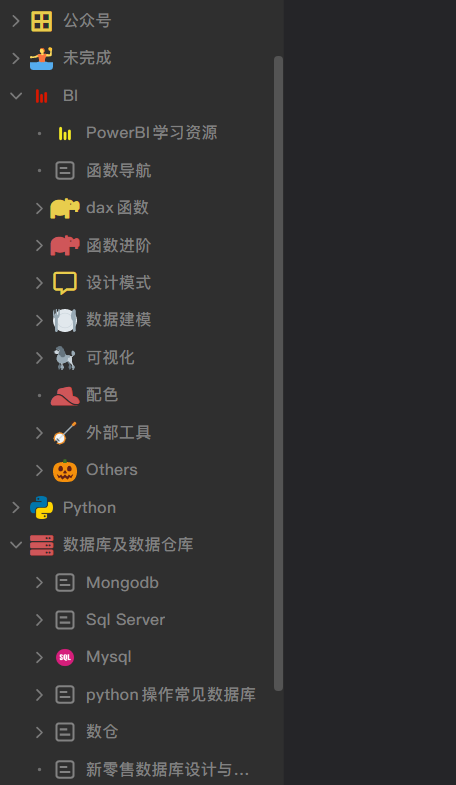 公众号
未完成
BI
PowerBI学习资源
函数导航
dax函数
函数进阶
设计模式
数据建模
可视化
配色
外部工具
Others
Python
数据库及数据仓库
Mongodb
Sql Server
SQL Mysql
python操作常见数据库
数仓
新零售数据库设计与...